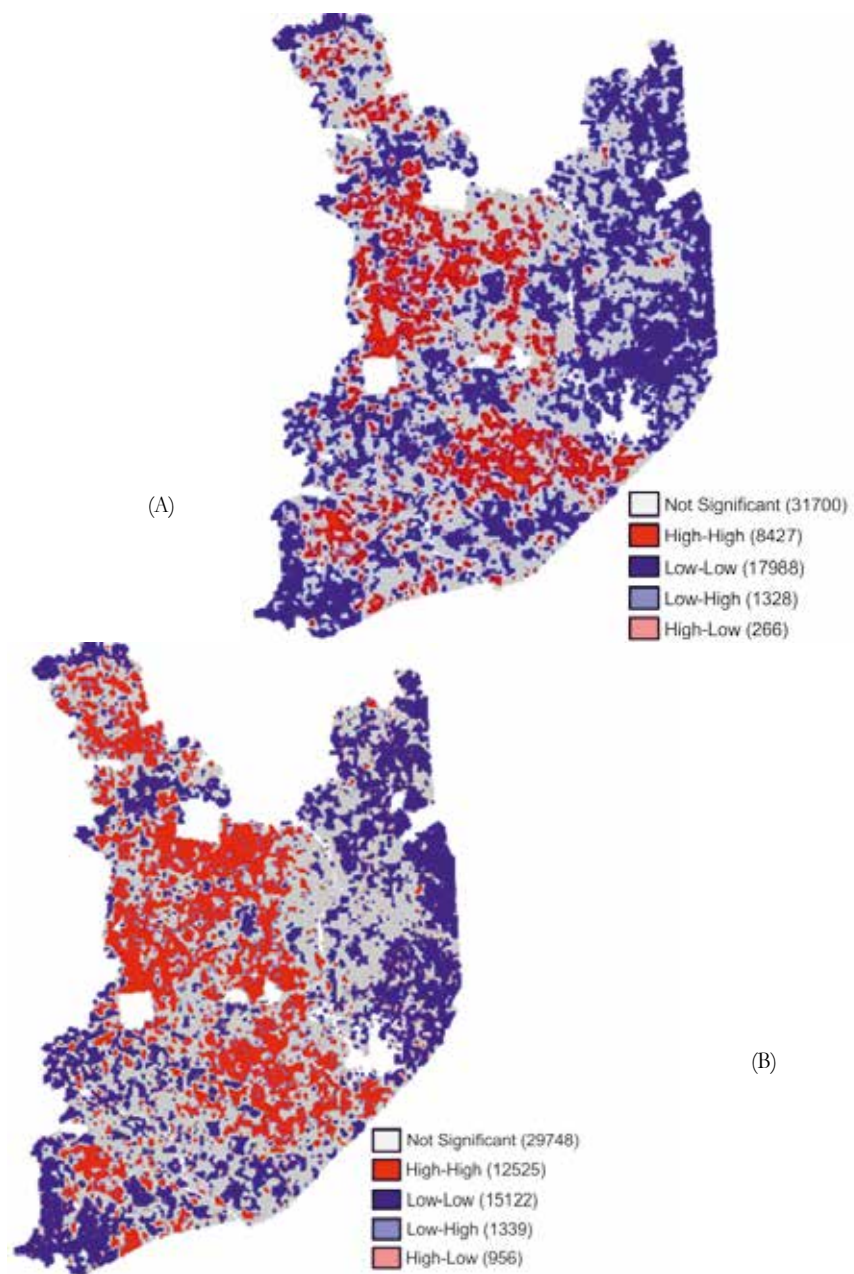 (A)
Not Significant (31700)
High-High (8427)
Low-Low (17988)
Low-High (1328)
High-Low (266)
(B)
Not Significant (29748)
High-High (12525)
Low-Low (15122)
Low-High (1339)
High-Low (956)